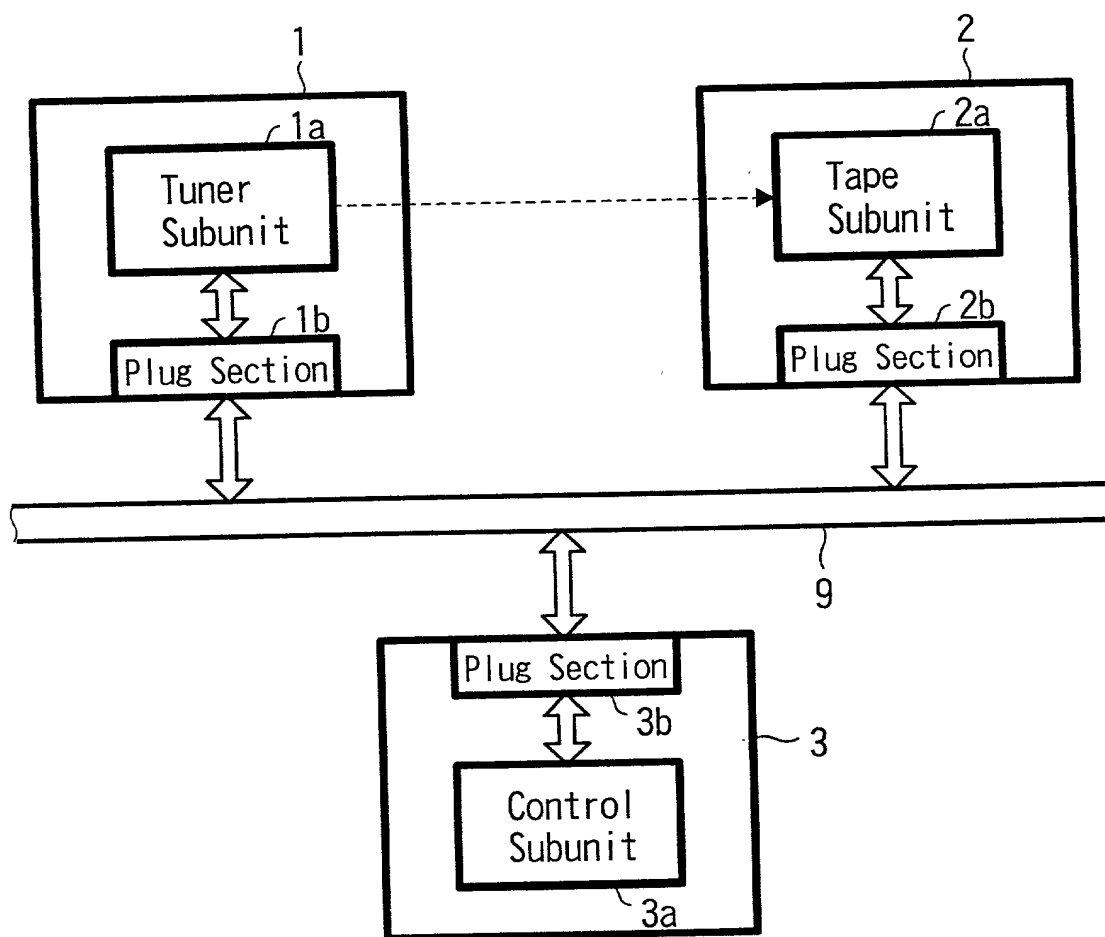 1
2
1a
Tuner
Subunit
2a
Tape
Subunit
1b
Plug Section
2b
Plug Section
9
Plug Section
3b
3
Control
Subunit
3a